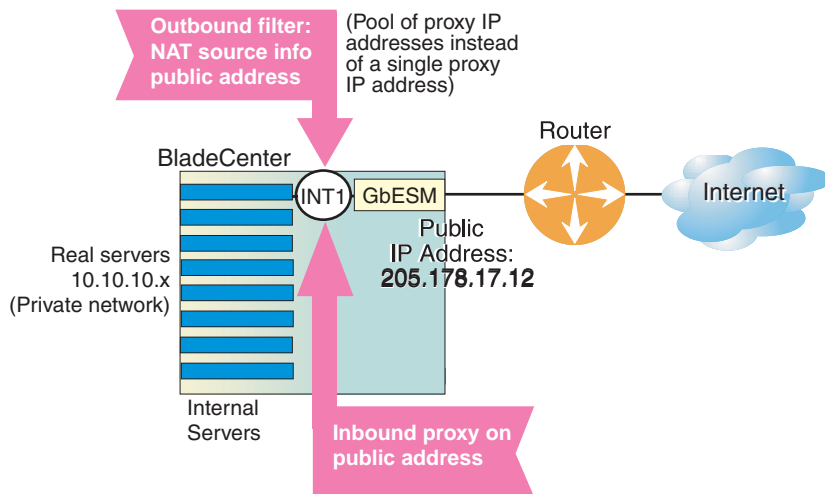 Outbound filter:
NAT source info
public address
(Pool of proxy IP
addresses instead
of a single proxy
IP address)
Router
BladeCenter
INT1
GbESM
Internet
Public
IP Address:
205.178.17.12
Real servers
10.10.10.x
(Private network)
Internal
Servers
Inbound proxy on
public address